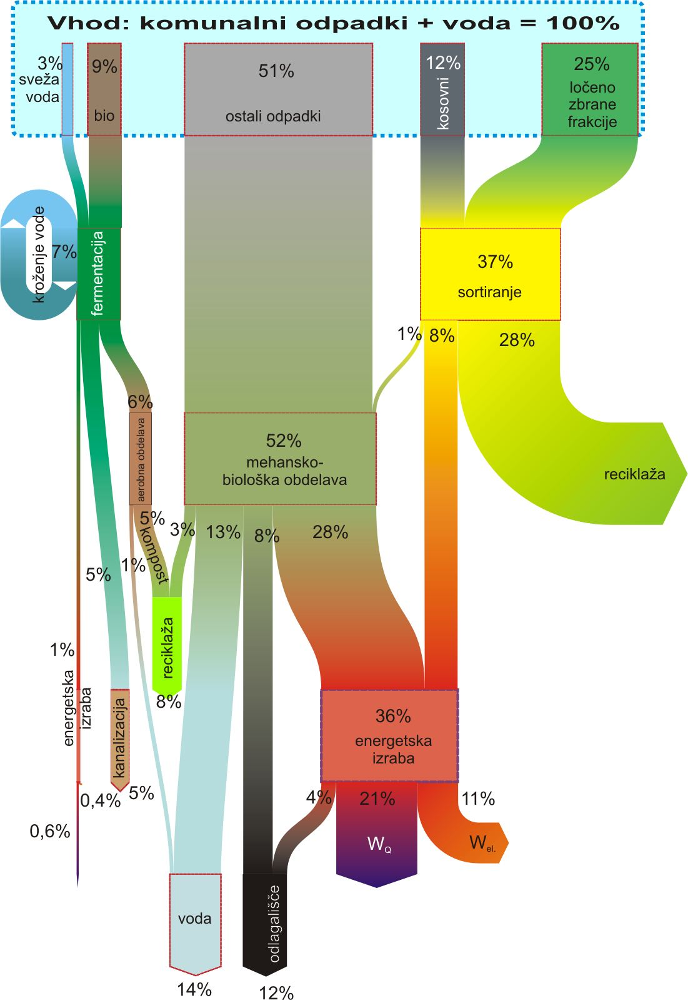 Vhod: komunalni odpadki + voda = 100%
3%
sveža
voda
9%
bio
51%
ostali odpadki
12%
kosovni
25%
ločeno
zbrane
frakcije
kroženje vode
7%
fermentacija
37%
sortiranje
1%
8%
28%
6%
aerobna obdelava
52%
mehansko-
biološka obdelava
reciklaža
5%
kompost
3%
13%
8%
28%
1%
5%
reciklaža
8%
1%
energetska
izraba
kanalizacija
5%
0,4%
0,6%
36%
energetska
izraba
4%
21%
11%
WQ
Wel.
voda
14%
odlagališče
12%